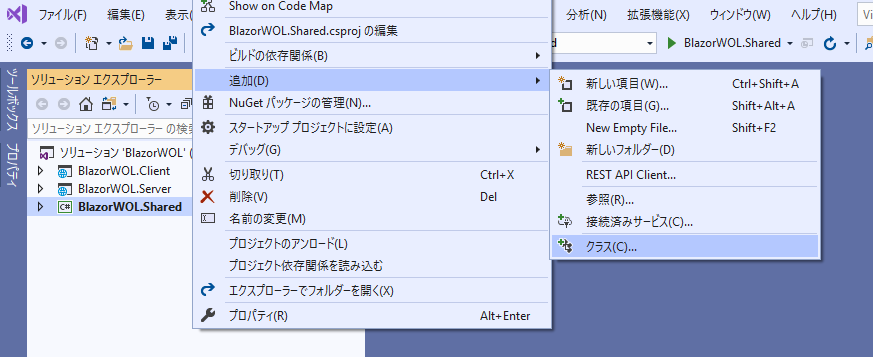 ファイル(F)
編集(E)
表示(
分析(N)
拡張機能(X)
ウィンドウ(W)
ヘルプ(H)
Vi
d
BlazorWOL.Shared
ツールボックス
プロパティ
ソリューション エクスプローラー
ソリューション エクスプローラー の検索
ソリューション 'BlazorWOL' (
BlazorWOL.Client
BlazorWOL.Server
C# BlazorWOL.Shared
Show on Code Map
BlazorWOL.Shared.csproj の編集
ビルドの依存関係(B)
追加(D)
NuGet パッケージの管理(N)...
スタートアップ プロジェクトに設定(A)
デバッグ(G)
切り取り(T) Ctrl+X
削除(V) Del
名前の変更(M)
プロジェクトのアンロード(L)
プロジェクト依存関係を読み込む
エクスプローラーでフォルダーを開く(X)
プロパティ(R) Alt+Enter
新しい項目(W)... Ctrl+Shift+A
既存の項目(G)... Shift+Alt+A
New Empty File... Shift+F2
新しいフォルダー(D)
REST API Client...
参照(R)...
接続済みサービス(C)...
クラス(C)...